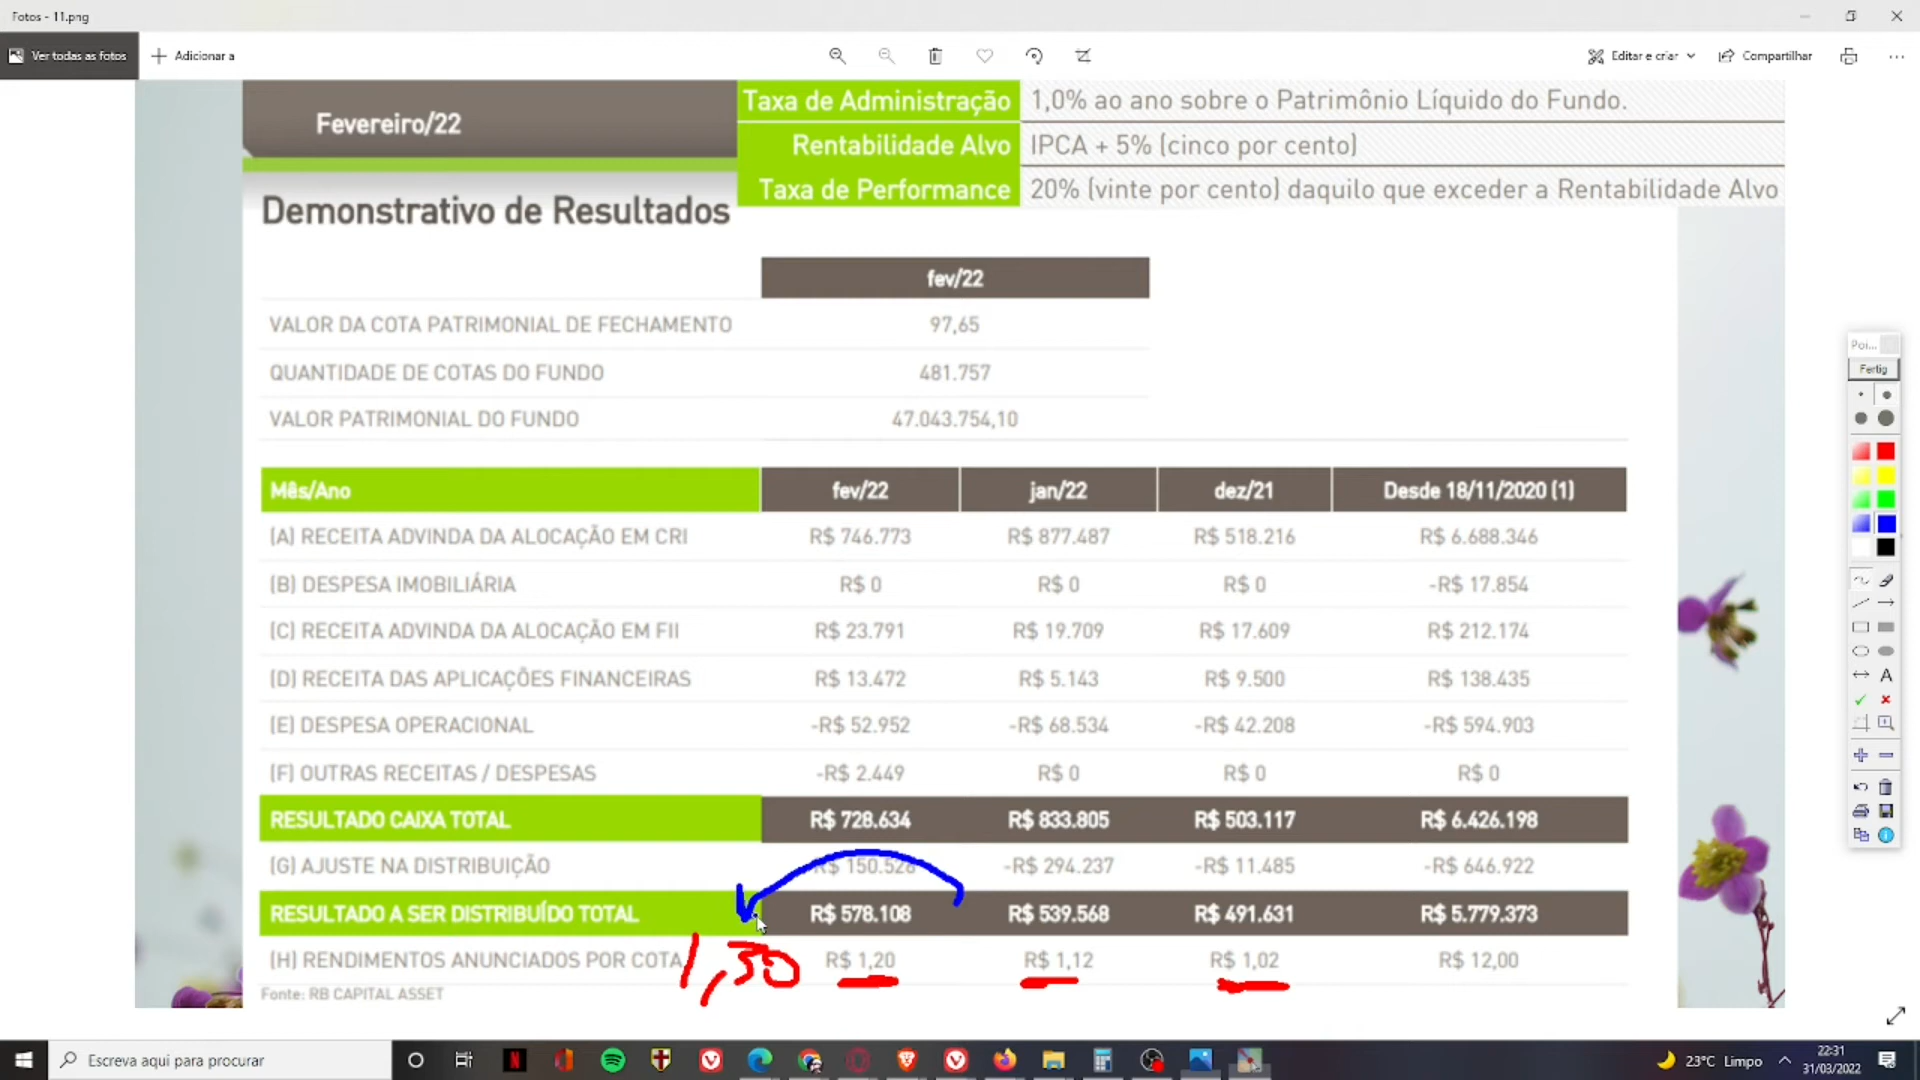 Fotos - 11.png
Ver todas as fotos
Adicionar a
Editar e criar
Compartilhar
Fevereiro/22
Taxa de Administração 1,0% ao ano sobre o Patrimônio Líquido do Fundo.
Rentabilidade Alvo IPCA + 5% (cinco por cento)
Taxa de Performance 20% (vinte por cento) daquilo que exceder a Rentabilidade Alvo
Demonstrativo de Resultados
fev/22
VALOR DA COTA PATRIMONIAL DE FECHAMENTO 97,65
QUANTIDADE DE COTAS DO FUNDO 481.757
VALOR PATRIMONIAL DO FUNDO 47.043.754,10
Mês/Ano fev/22 jan/22 dez/21 Desde 18/11/2020 (1)
(A) RECEITA ADVINDA DA ALOCAÇÃO EM CRI R$ 746.773 R$ 877.487 R$ 518.216 R$ 6.688.346
(B) DESPESA IMOBILIÁRIA R$ 0 R$ 0 R$ 0 -R$ 17.854
(C) RECEITA ADVINDA DA ALOCAÇÃO EM FII R$ 23.791 R$ 19.709 R$ 17.609 R$ 212.174
(D) RECEITA DAS APLICAÇÕES FINANCEIRAS R$ 13.472 R$ 5.143 R$ 9.500 R$ 138.435
(E) DESPESA OPERACIONAL -R$ 52.952 -R$ 68.534 -R$ 42.208 -R$ 594.903
(F) OUTRAS RECEITAS / DESPESAS -R$ 2.449 R$ 0 R$ 0 R$ 0
RESULTADO CAIXA TOTAL R$ 728.634 R$ 833.805 R$ 503.117 R$ 6.426.198
(G) AJUSTE NA DISTRIBUIÇÃO R$ 150.526 -R$ 294.237 -R$ 11.485 -R$ 646.922
RESULTADO A SER DISTRIBUÍDO TOTAL R$ 578.108 R$ 539.568 R$ 491.631 R$ 5.779.373
(H) RENDIMENTOS ANUNCIADOS POR COTA 1,30 R$ 1,20 R$ 1,12 R$ 1,02 R$ 12,00
Fonte: RB CAPITAL ASSET
Poi...
Fertig
A
Escreva aqui para procurar
23°C Limpo
22:31
31/03/2022